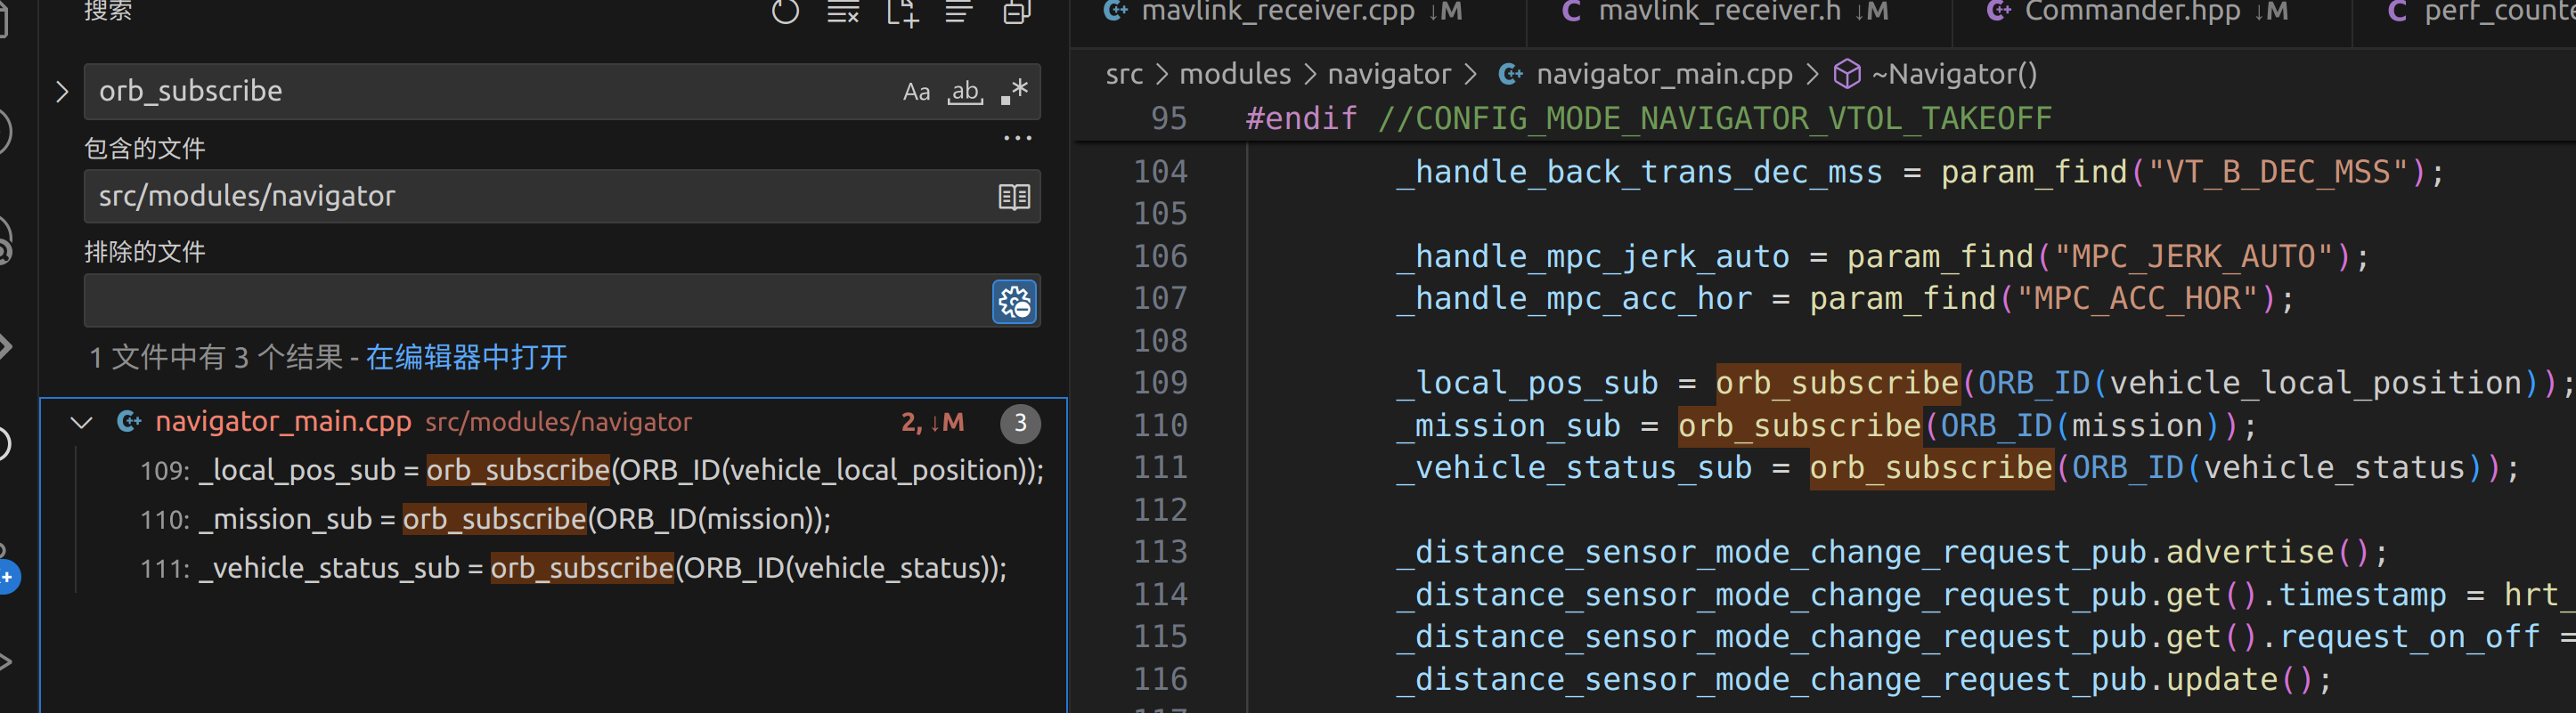 搜索
orb_subscribe
Aa ab .*
包含的文件
...
src/modules/navigator
排除的文件
1 文件中有 3 个结果 - 在编辑器中打开
navigator_main.cpp src/modules/navigator 2, ↓M 3
109: _local_pos_sub = orb_subscribe(ORB_ID(vehicle_local_position));
110: _mission_sub = orb_subscribe(ORB_ID(mission));
111: _vehicle_status_sub = orb_subscribe(ORB_ID(vehicle_status));
mavlink_receiver.cpp ↓M
C mavlink_receiver.h ↓M
Commander.hpp ↓M
C perf_counte
src > modules > navigator > navigator_main.cpp > ~Navigator()
95 #endif //CONFIG_MODE_NAVIGATOR_VTOL_TAKEOFF
104 _handle_back_trans_dec_mss = param_find("VT_B_DEC_MSS");
105
106 _handle_mpc_jerk_auto = param_find("MPC_JERK_AUTO");
107 _handle_mpc_acc_hor = param_find("MPC_ACC_HOR");
108
109 _local_pos_sub = orb_subscribe(ORB_ID(vehicle_local_position));
110 _mission_sub = orb_subscribe(ORB_ID(mission));
111 _vehicle_status_sub = orb_subscribe(ORB_ID(vehicle_status));
112
113 _distance_sensor_mode_change_request_pub.advertise();
114 _distance_sensor_mode_change_request_pub.get().timestamp = hrt_
115 _distance_sensor_mode_change_request_pub.get().request_on_off =
116 _distance_sensor_mode_change_request_pub.update();